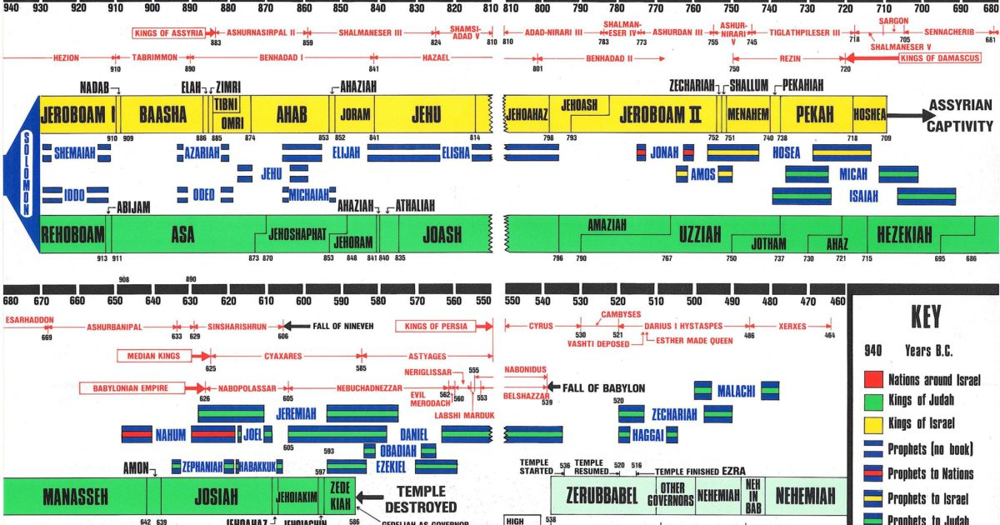 940 930 920 910 900 890 880 870 860 850 840 830 820 810 800 790 780 770 760 750 740 730 720 710 700 690 680
KINGS OF ASSYRIA
883
ASHURNASIRPAL II
859
SHALMANESER III
824
SHAMSI-
ADAD V
810
810
ADAD-NIRARI III
783
SHALMAN-
ESER IV
773
ASHURDAN III
755
ASHUR-
NIRARI
V
745
TIGLATHPILESER III
718
SARGON
705
SHALMANESER V
SENNACHERIB
681
HEZION
910
TABRIMMON
890
BENHADAD I
841
HAZAEL
801
BENHADAD II
750
REZIN
720
KINGS OF DAMASCUS
NADAB
ELAH
ZIMRI
AHAZIAH
ZECHARIAH
SHALLUM
PEKAHIAH
JEROBOAM I
BAASHA
TIBNI
OMRI
AHAB
JORAM
JEHU
JEHOAHAZ
JEHOASH
JEROBOAM II
MENAHEM
PEKAH
HOSHEA
ASSYRIAN
CAPTIVITY
910 909 886 885 874 853 852 841 814 798 793 752 751 740 738 718 709
SOLOMON
SHEMAIAH
AZARIAH
ELIJAH
ELISHA
JONAH
HOSEA
JEHU
AMOS
MICAH
IDDO
ODED
MICHAIAH
ISAIAH
ABIJAM
AHAZIAH
ATHALIAH
REHOBOAM
ASA
JEHOSHAPHAT
JEHORAM
JOASH
AMAZIAH
UZZIAH
JOTHAM
AHAZ
HEZEKIAH
913 911 873 870 853 848 841 840 835 796 790 767 750 737 730 721 715 695 686
908 890
680 670 660 650 640 630 620 610 600 590 580 570 560 550 550 540 530 520 510 500 490 480 470 460
ESARHADDON
669
ASHURBANIPAL
633
629
SINSHARISHRUN
606
FALL OF NINEVEH
KINGS OF PERSIA
CYRUS
530
CAMBYSES
521
DARIUS I HYSTASPES
486
XERXES
464
VASHTI DEPOSED
ESTHER MADE QUEEN
MEDIAN KINGS
625
CYAXARES
585
ASTYAGES
BABYLONIAN EMPIRE
626
NABOPOLASSAR
605
NEBUCHADNEZZAR
562
EVIL
MERODACH
560
NERIGLISSAR
555
LABSHI MARDUK
553
NABONIDUS
BELSHAZZAR
539
FALL OF BABYLON
JEREMIAH
MALACHI
520
ZECHARIAH
NAHUM
JOEL
DANIEL
HAGGAI
605
593
OBADIAH
ZEPHANIAH
HABAKKUK
EZEKIEL
AMON
597
TEMPLE
STARTED
536
TEMPLE
RESUMED
520
516
TEMPLE FINISHED
EZRA
MANASSEH
JOSIAH
JEHOIAKIM
ZEDE
KIAH
TEMPLE
DESTROYED
ZERUBBABEL
OTHER
GOVERNORS
NEHEMIAH
NEH
IN
BAB
NEHEMIAH
642 639
JEHOAHAZ
JEHOIACHIN
586
GEDELIAH AS GOVERNOR
HIGH
538
KEY
940 Years B.C.
Nations around Israel
Kings of Judah
Kings of Israel
Prophets (no book)
Prophets to Nations
Prophets to Israel
Prophets to Judah